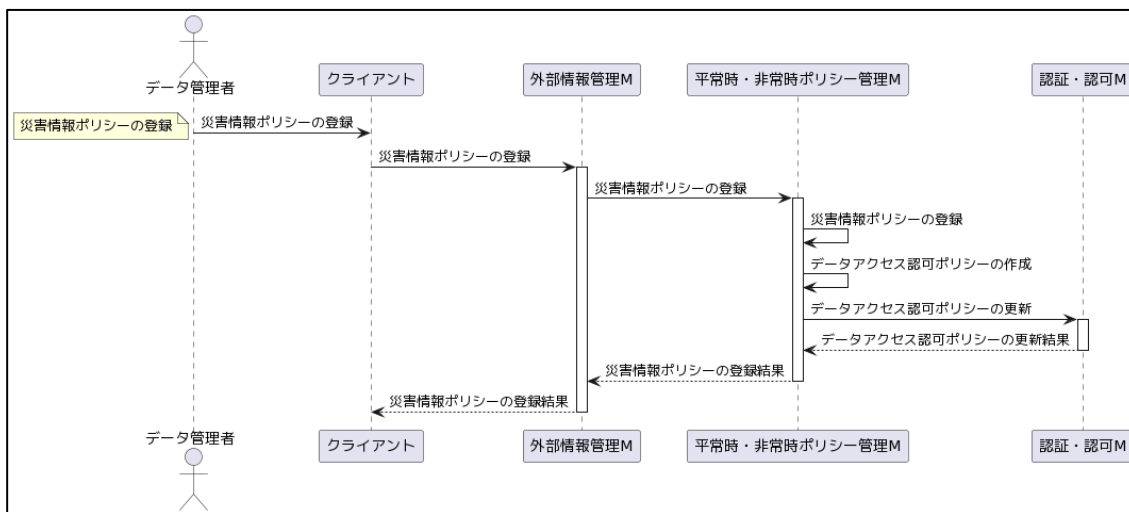 データ管理者
クライアント
外部情報管理M
平常時・非常時ポリシー管理M
認証・認可M
災害情報ポリシーの登録
災害情報ポリシーの登録
災害情報ポリシーの登録
災害情報ポリシーの登録
災害情報ポリシーの登録
データアクセス認可ポリシーの作成
データアクセス認可ポリシーの更新
データアクセス認可ポリシーの更新結果
災害情報ポリシーの登録結果
災害情報ポリシーの登録結果
データ管理者
クライアント
外部情報管理M
平常時・非常時ポリシー管理M
認証・認可M